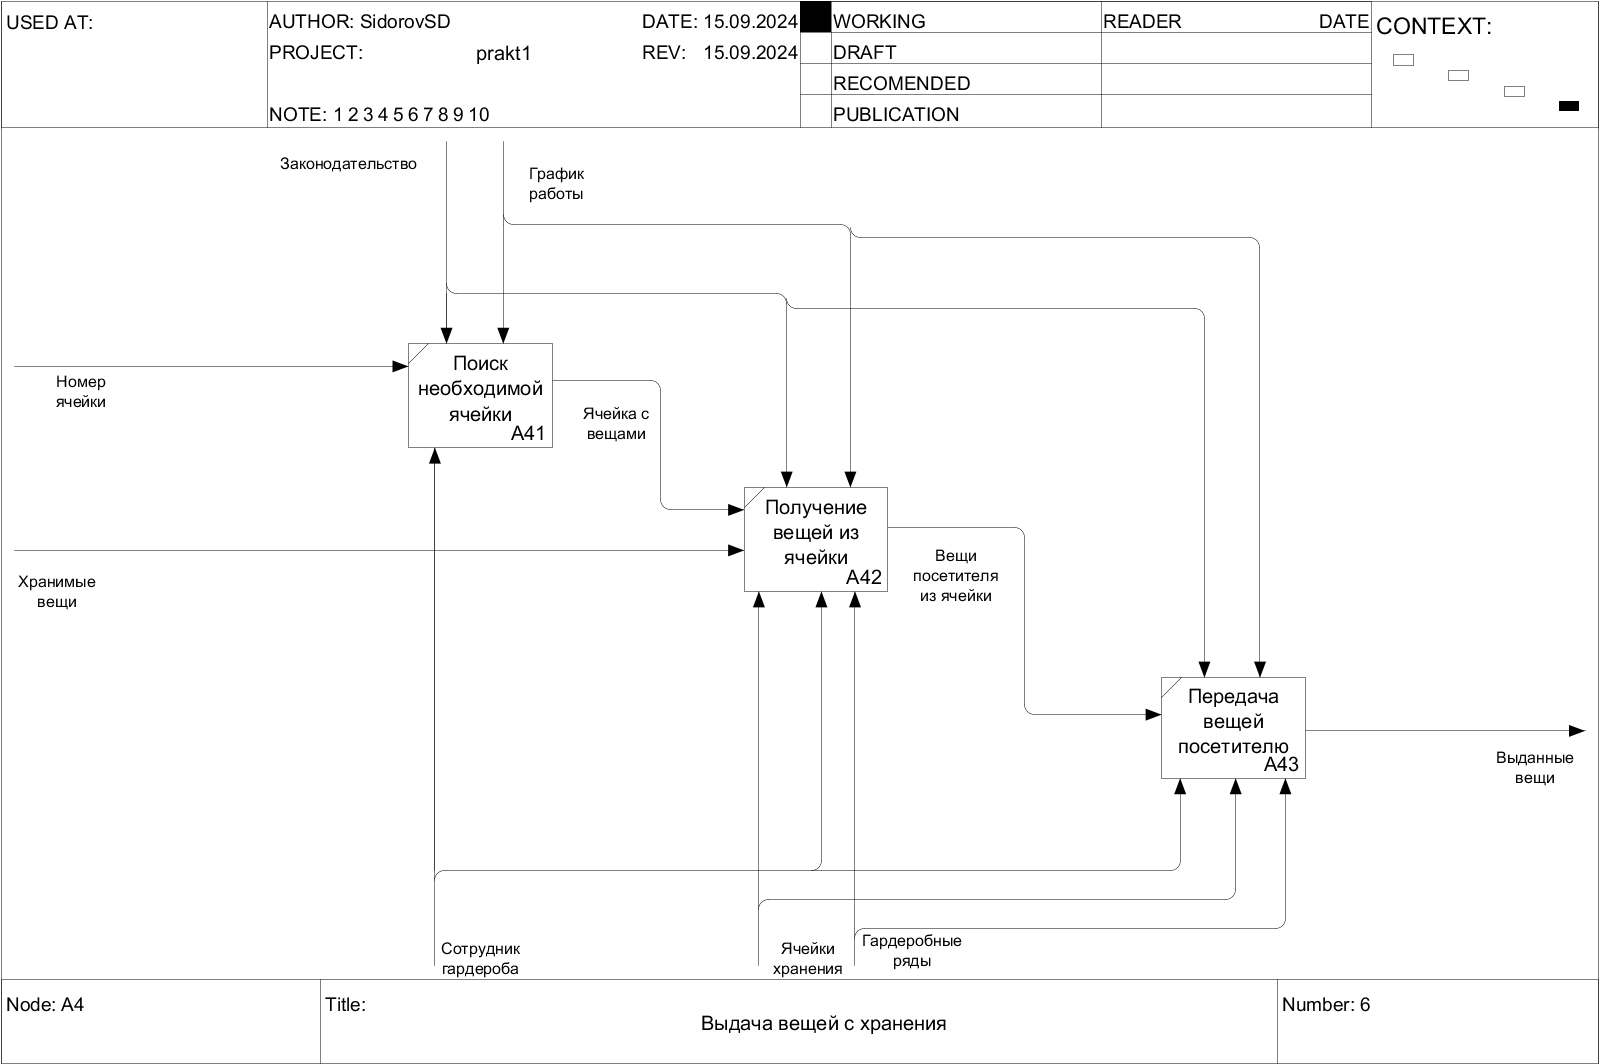 USED AT:
AUTHOR: SidorovSD
DATE: 15.09.2024
WORKING
READER
DATE
CONTEXT:
PROJECT:
prakt1
REV: 15.09.2024
DRAFT
RECOMENDED
NOTE: 1 2 3 4 5 6 7 8 9 10
PUBLICATION
Законодательство
График
работы
Номер
ячейки
Поиск
необходимой
ячейки
A41
Ячейка с
вещами
Хранимые
вещи
Получение
вещей из
ячейки
A42
Вещи
посетителя
из ячейки
Передача
вещей
посетителю
A43
Выданные
вещи
Сотрудник
гардероба
Ячейки
хранения
Гардеробные
ряды
Node: A4
Title:
Выдача вещей с хранения
Number: 6